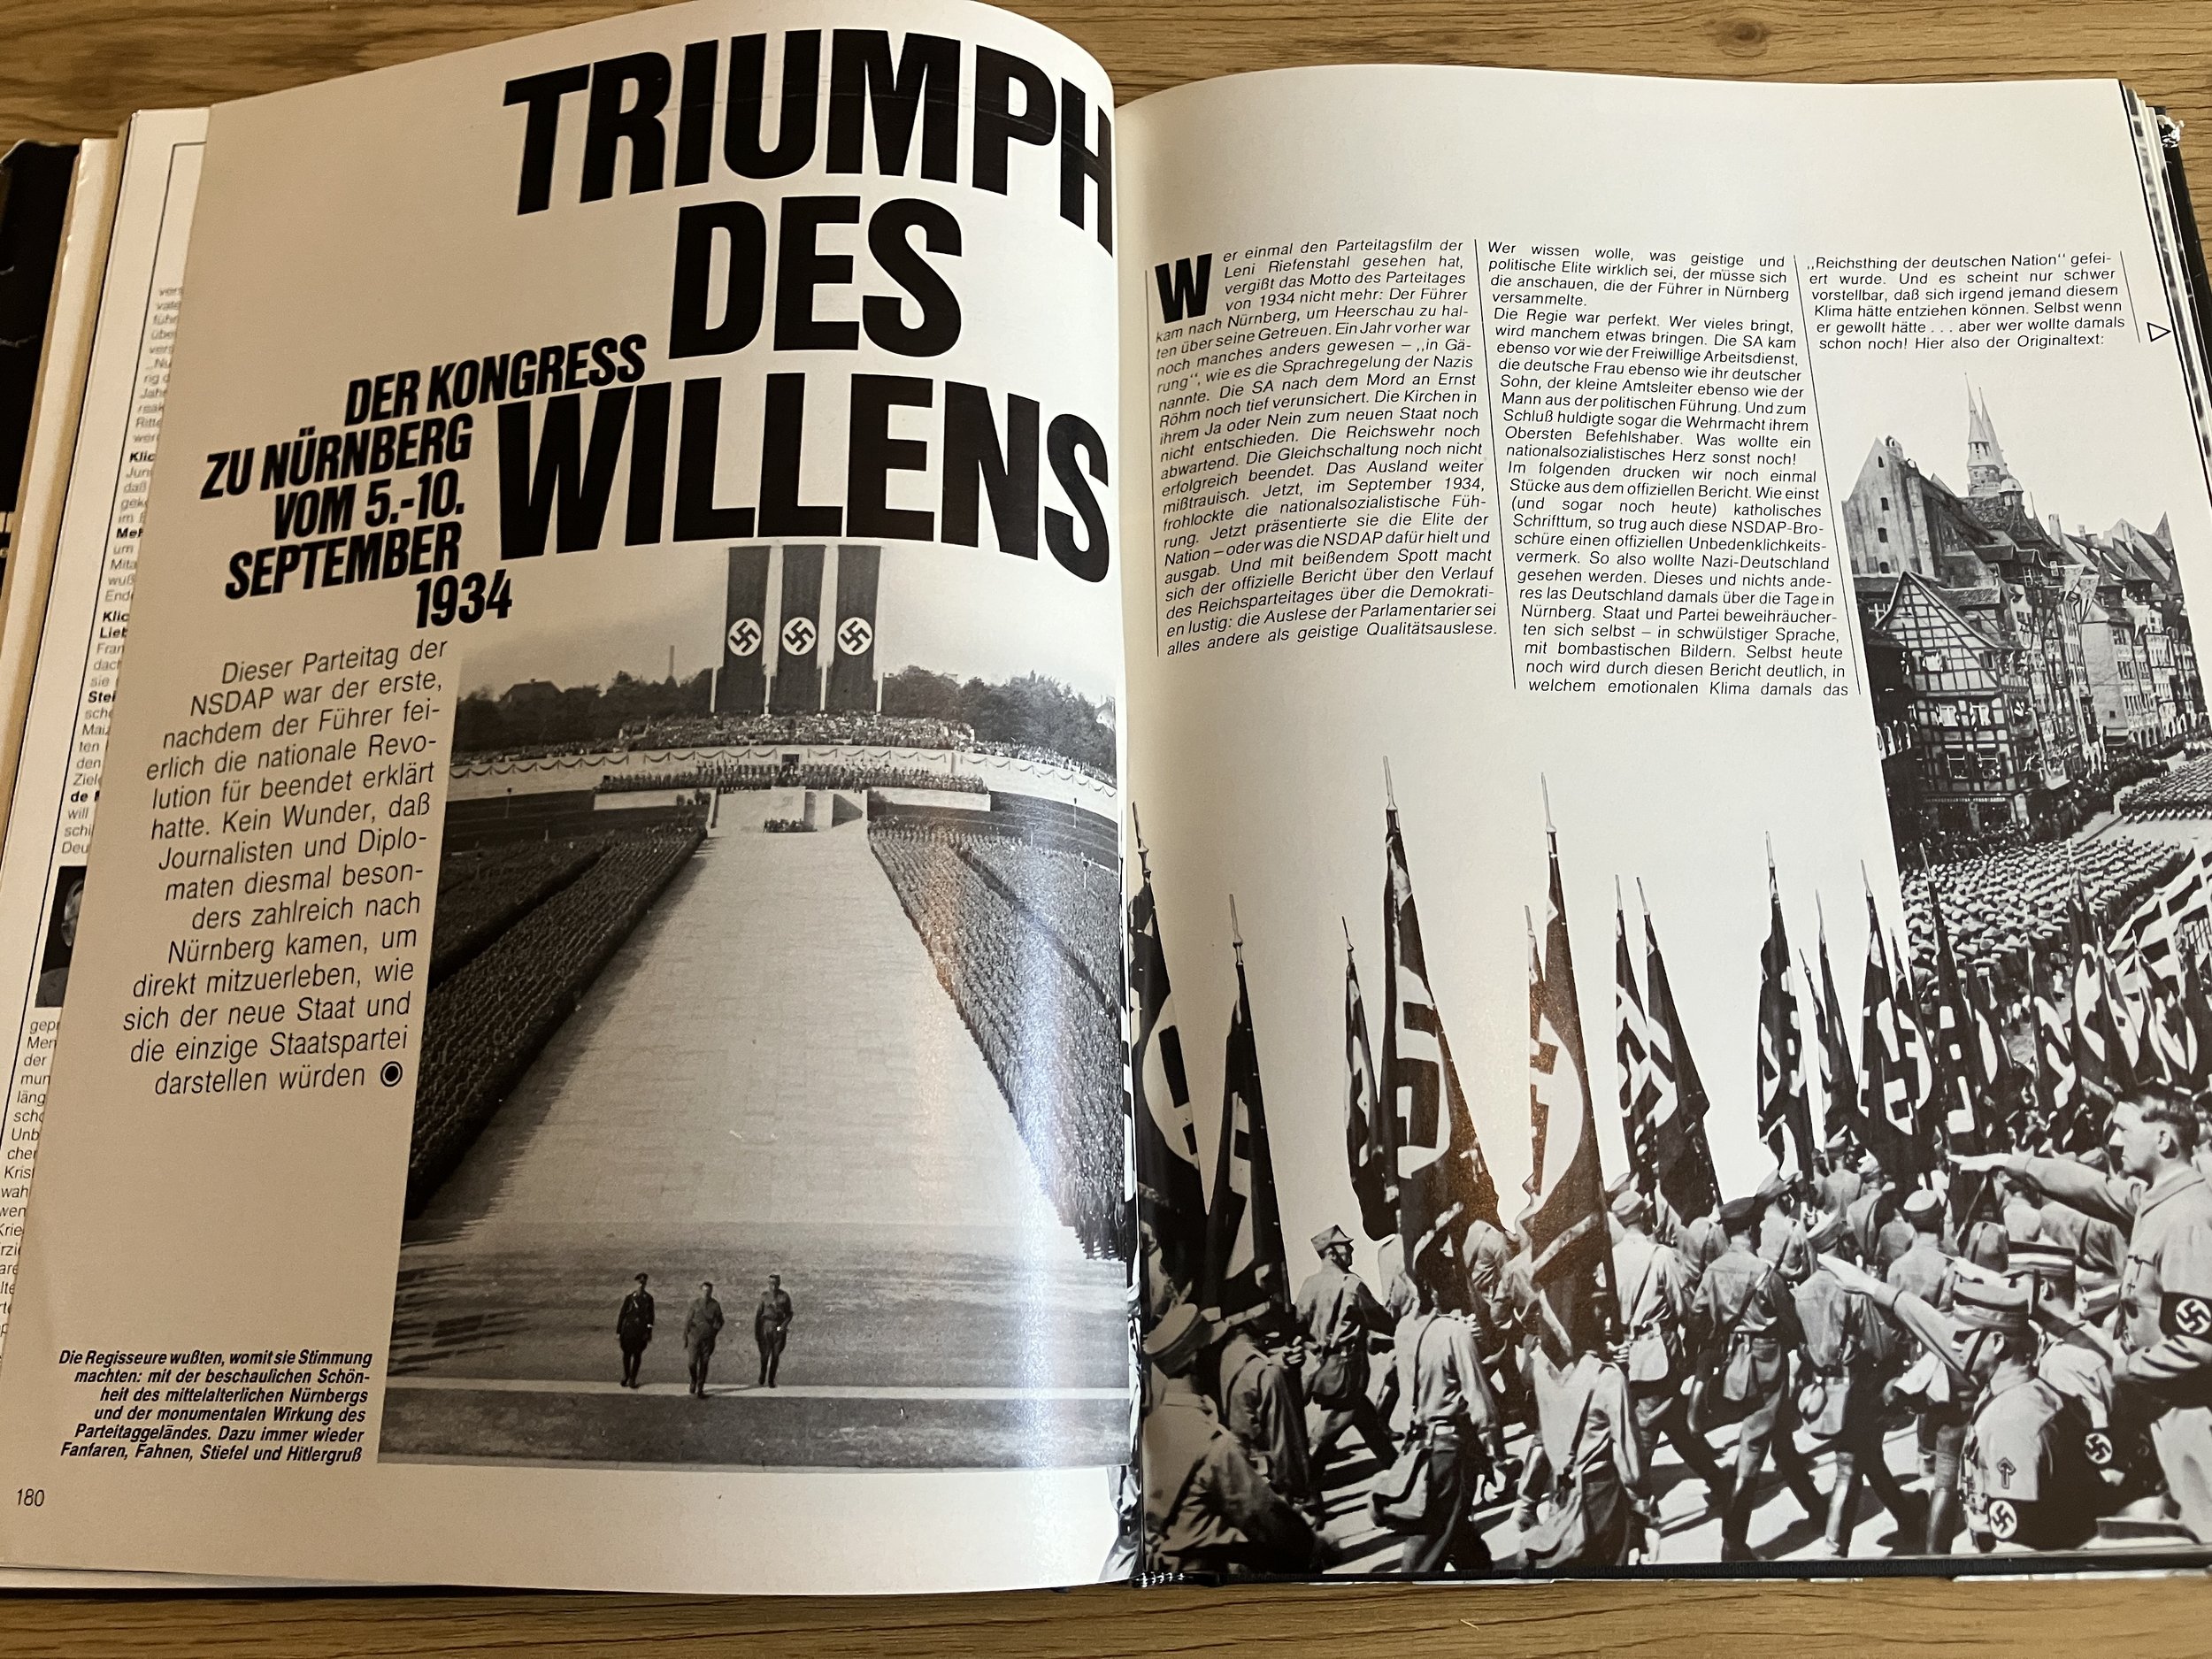 TRIUMPH
DES
WILLENS
DER KONGRESS
ZU NÜRNBERG
VOM 5.-10.
SEPTEMBER
1934
Dieser Parteitag der
NSDAP war der erste,
nachdem der Führer fei-
erlich die nationale Revo-
lution für beendet erklärt
hatte. Kein Wunder, daß
Journalisten und Diplo-
maten diesmal beson-
ders zahlreich nach
Nürnberg kamen, um
direkt mitzuerleben, wie
sich der neue Staat und
die einzige Staatspartei
darstellen würden
Die Regisseure wußten, womit sie Stimmung
machten: mit der beschaulichen Schön-
heit des mittelalterlichen Nürnbergs
und der monumentalen Wirkung des
Parteitaggeländes. Dazu immer wieder
Fanfaren, Fahnen, Stiefel und Hitlergruß
180
Wer einmal den Parteitagsfilm der
Leni Riefenstahl gesehen hat,
vergißt das Motto des Parteitages
von 1934 nicht mehr: Der Führer
kam nach Nürnberg, um Heerschau zu hal-
ten über seine Getreuen. Ein Jahr vorher war
noch manches anders gewesen – „in Gä-
rung“, wie es die Sprachregelung der Nazis
nannte. Die SA nach dem Mord an Ernst
Röhm noch tief verunsichert. Die Kirchen in
ihrem Ja oder Nein zum neuen Staat noch
nicht entschieden. Die Reichswehr noch
abwartend. Die Gleichschaltung noch nicht
erfolgreich beendet. Das Ausland weiter
mißtrauisch. Jetzt, im September 1934,
frohlockte die nationalsozialistische Füh-
rung. Jetzt präsentierte sie die Elite der
Nation – oder was die NSDAP dafür hielt und
ausgab. Und mit beißendem Spott macht
sich der offizielle Bericht über den Verlauf
des Reichsparteitages über die Demokrati-
en lustig: die Auslese der Parlamentarier sei
alles andere als geistige Qualitätsauslese.
Wer wissen wolle, was geistige und
politische Elite wirklich sei, der müsse sich
die anschauen, die der Führer in Nürnberg
versammelte.
Die Regie war perfekt. Wer vieles bringt,
wird manchem etwas bringen. Die SA kam
ebenso vor wie der Freiwillige Arbeitsdienst,
die deutsche Frau ebenso wie ihr deutscher
Sohn, der kleine Amtsleiter ebenso wie der
Mann aus der politischen Führung. Und zum
Schluß huldigte sogar die Wehrmacht ihrem
Obersten Befehlshaber. Was wollte ein
nationalsozialistisches Herz sonst noch!
Im folgenden drucken wir noch einmal
Stücke aus dem offiziellen Bericht. Wie einst
(und sogar noch heute) katholisches
Schrifttum, so trug auch diese NSDAP-Bro-
schüre einen offiziellen Unbedenklichkeits-
vermerk. So also wollte Nazi-Deutschland
gesehen werden. Dieses und nichts ande-
res las Deutschland damals über die Tage in
Nürnberg. Staat und Partei beweihräucher-
ten sich selbst – in schwülstiger Sprache,
mit bombastischen Bildern. Selbst heute
noch wird durch diesen Bericht deutlich, in
welchem emotionalen Klima damals das
„Reichsthing der deutschen Nation“ gefei-
ert wurde. Und es scheint nur schwer
vorstellbar, daß sich irgend jemand diesem
Klima hätte entziehen können. Selbst wenn
er gewollt hätte . . . aber wer wollte damals
schon noch! Hier also der Originaltext: